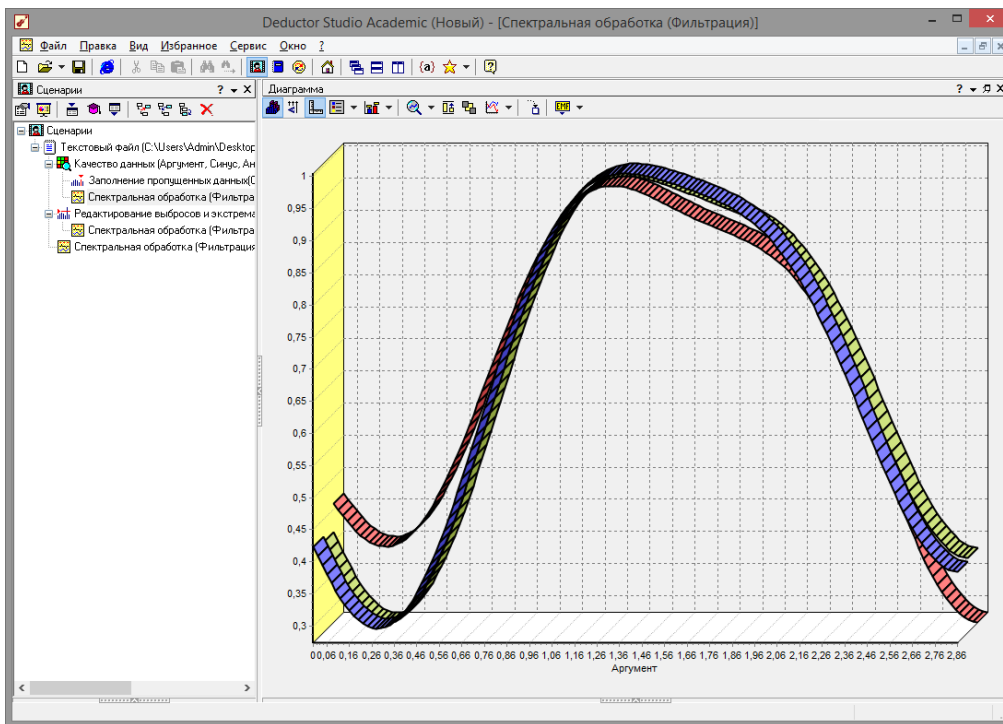 Deductor Studio Academic (Новый) - [Спектральная обработка (Фильтрация)]
Файл Правка Вид Избранное Сервис Окно ?
{a}
Сценарии ?
Диаграмма ?
EMF
Сценарии
Текстовый файл (C:\Users\Admin\Desktop
Качество данных (Аргумент, Синус, Ан
Заполнение пропущенных данных(С
Спектральная обработка (Фильтра
Редактирование выбросов и экстрема
Спектральная обработка (Фильтра
Спектральная обработка (Фильтрация
1
0,95
0,9
0,85
0,8
0,75
0,7
0,65
0,6
0,55
0,5
0,45
0,4
0,35
0,3
00,06 0,16 0,26 0,36 0,46 0,56 0,66 0,76 0,86 0,96 1,06 1,16 1,26 1,36 1,46 1,56 1,66 1,76 1,86 1,96 2,06 2,16 2,26 2,36 2,46 2,56 2,66 2,76 2,86
Аргумент